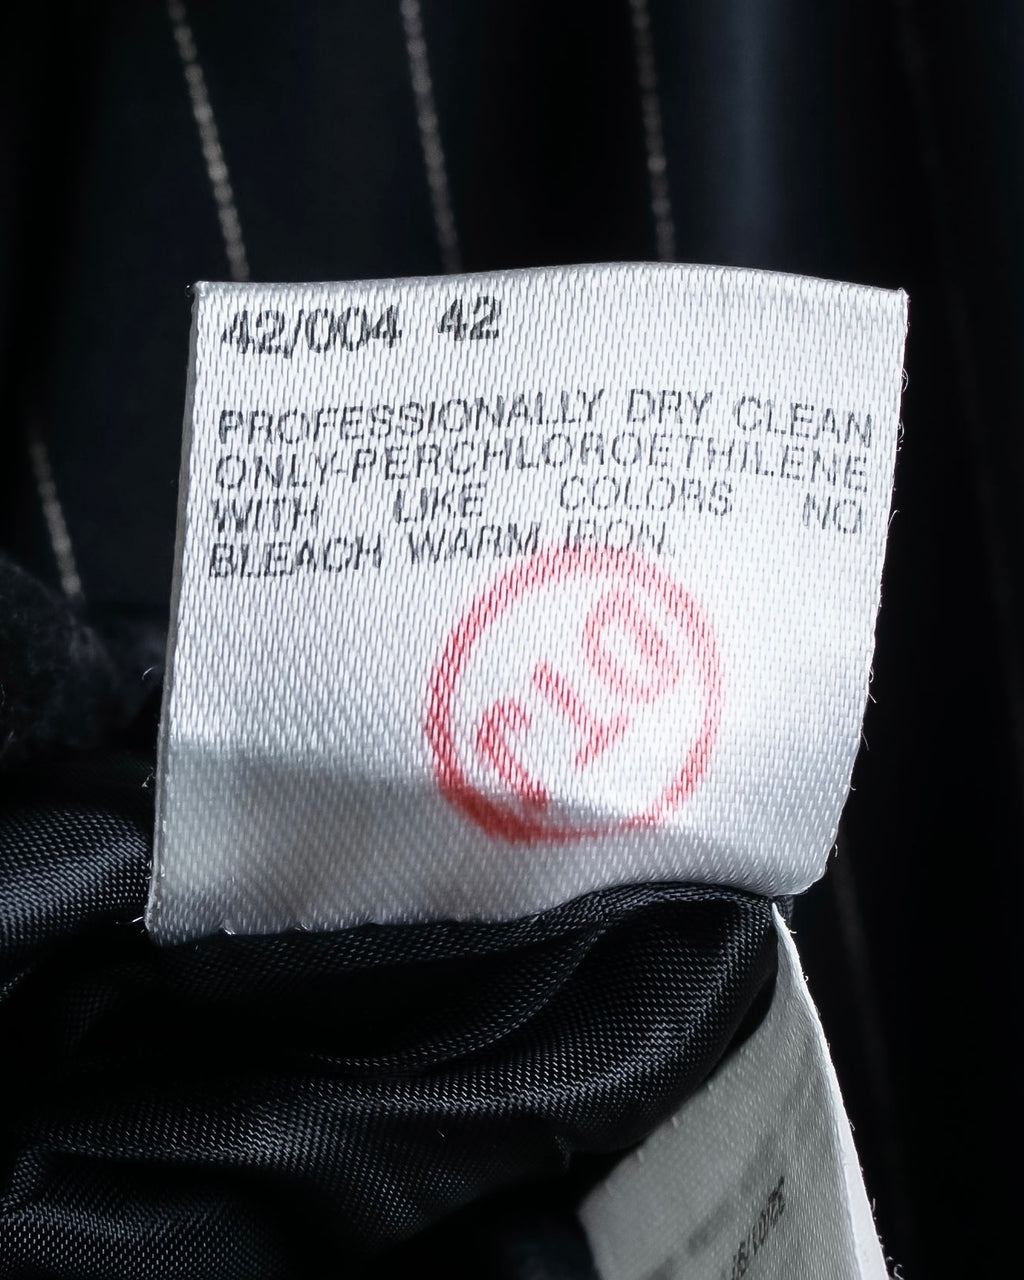 42/004 42
PROFESSIONALLY DRY CLEAN
ONLY-PERCHLOROETHILENE
WITH LIKE COLORS NO
BLEACH WARM IRON.